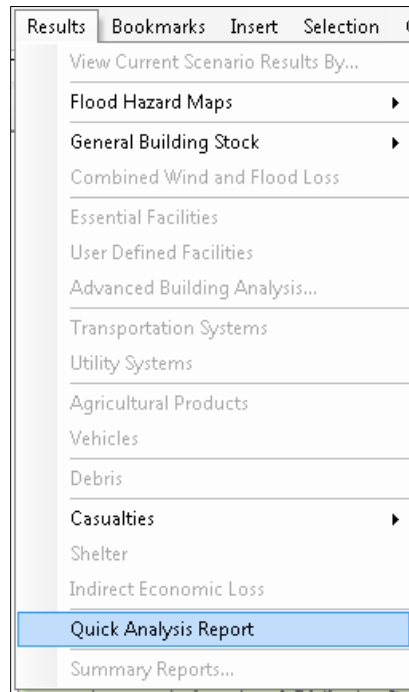 Results Bookmarks Insert Selection
View Current Scenario Results By...
Flood Hazard Maps
General Building Stock
Combined Wind and Flood Loss
Essential Facilities
User Defined Facilities
Advanced Building Analysis...
Transportation Systems
Utility Systems
Agricultural Products
Vehicles
Debris
Casualties
Shelter
Indirect Economic Loss
Quick Analysis Report
Summary Reports...